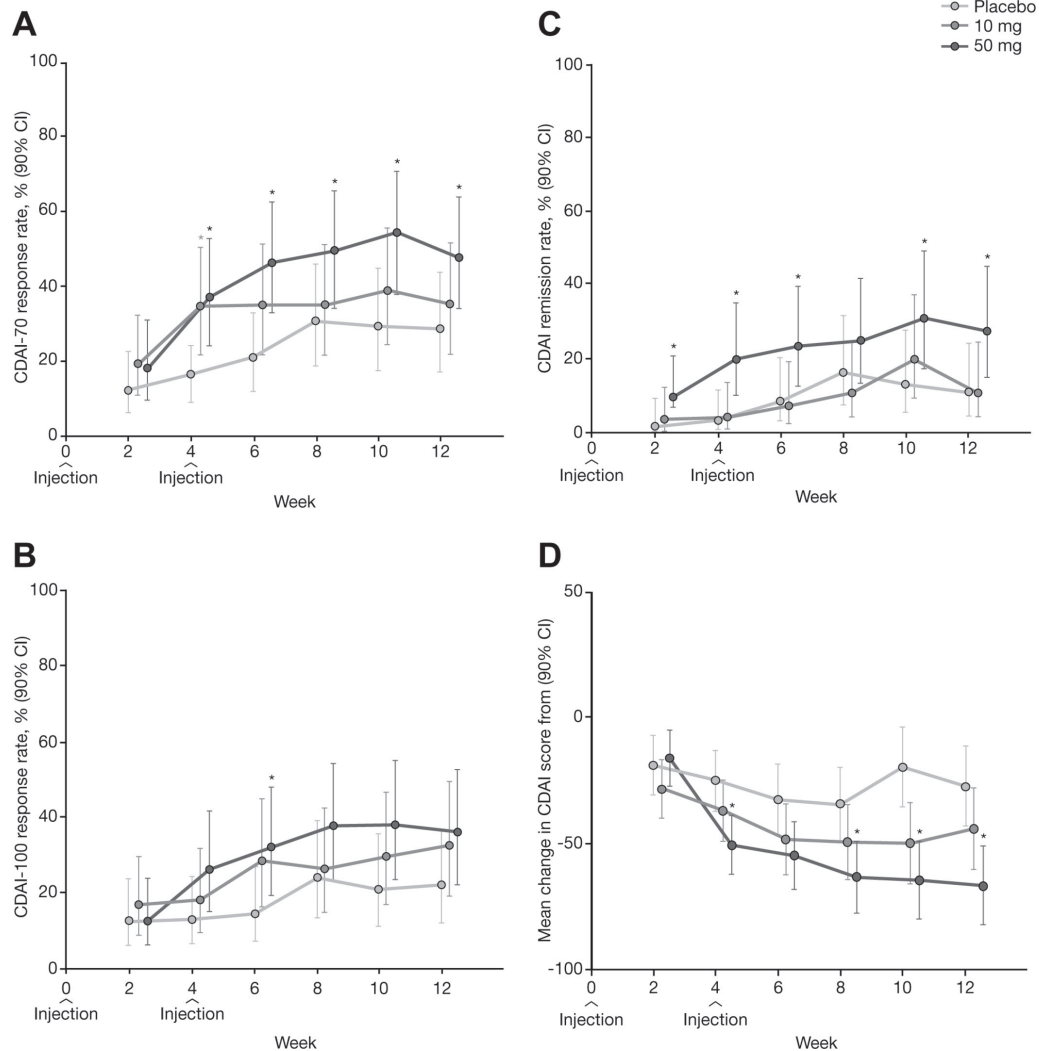 Placebo
10 mg
50 mg
A
CDAI-70 response rate, % (90% CI)
100
80
60
40
20
0
* * * * * *
0 2 4 6 8 10 12
Injection Injection
Week
C
CDAI remission rate, % (90% CI)
100
80
60
40
20
0
* * * * *
0 2 4 6 8 10 12
Injection Injection
Week
B
CDAI-100 response rate, % (90% CI)
100
80
60
40
20
0
*
0 2 4 6 8 10 12
Injection Injection
Week
D
Mean change in CDAI score from (90% CI)
50
0
-50
-100
* * * *
0 2 4 6 8 10 12
Injection Injection
Week